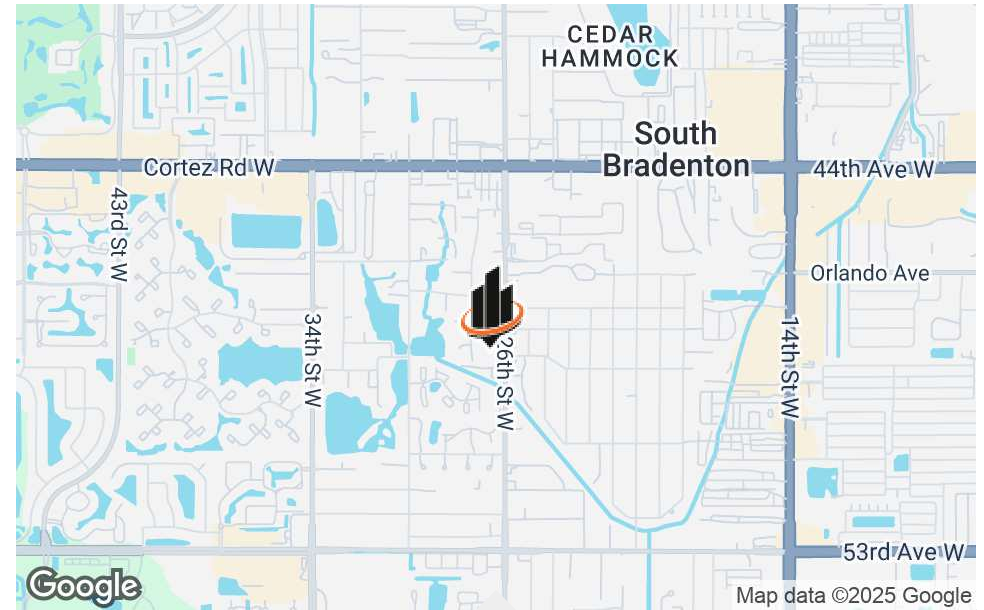 CEDAR
HAMMOCK
South
Bradenton
Cortez Rd W
44th Ave W
43rd St W
Orlando Ave
34th St W
26th St W
14th St W
53rd Ave W
Google
Map data ©2025 Google